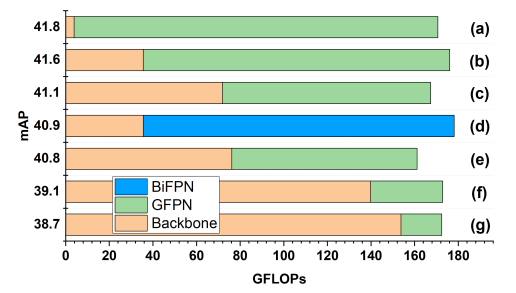 41.8 (a)
41.6 (b)
41.1 (c)
mAP
40.9 (d)
40.8 (e)
BiFPN
39.1 (f)
GFPN
38.7 Backbone (g)
0 20 40 60 80 100 120 140 160 180
GFLOPs